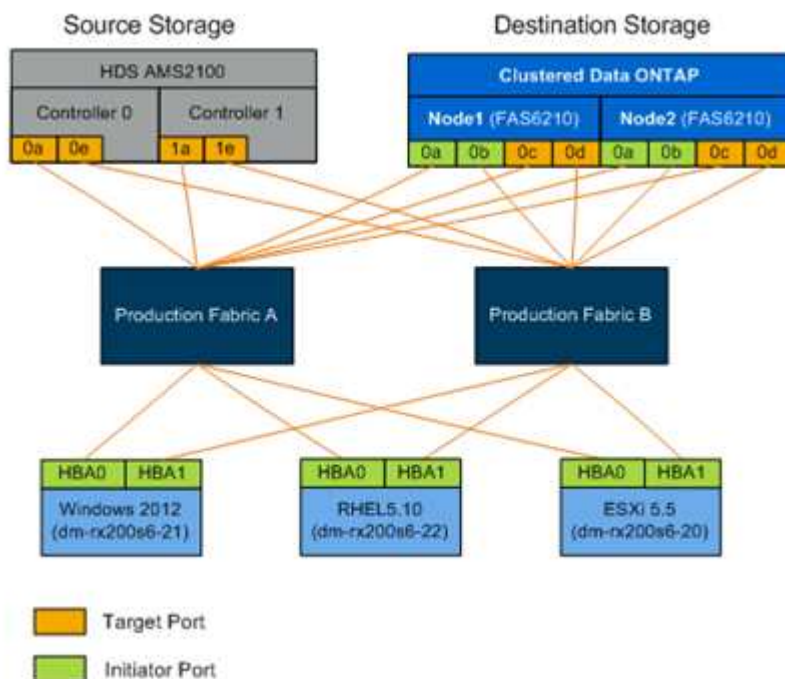 Source Storage
Destination Storage
HDS AMS2100
Controller 0
Controller 1
0a 0e 1a 1e
Clustered Data ONTAP
Node1 (FAS6210)
Node2 (FAS6210)
0a 0b 0c 0d 0a 0b 0c 0d
Production Fabric A
Production Fabric B
HBA0 HBA1
Windows 2012
(dm-rx200s6-21)
HBA0 HBA1
RHEL5.10
(dm-rx200s6-22)
HBA0 HBA1
ESXi 5.5
(dm-rx200s6-20)
Target Port
Initiator Port